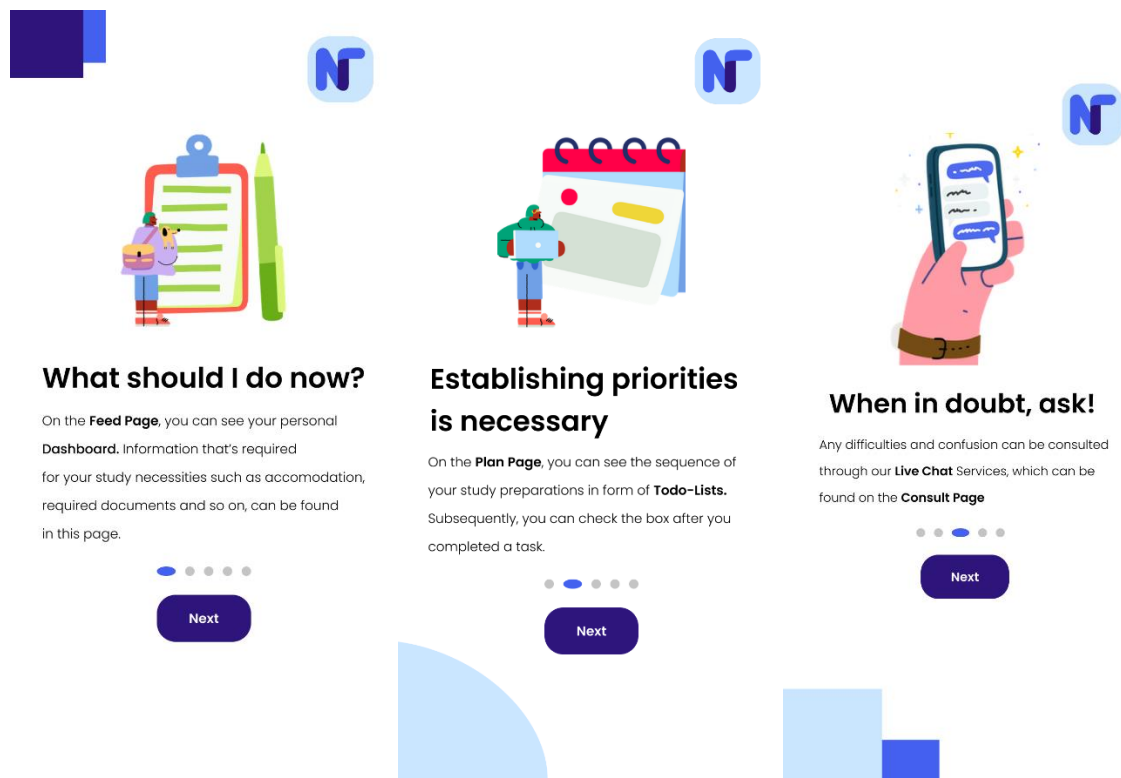 NT
What should I do now?
On the Feed Page, you can see your personal
Dashboard. Information that's required
for your study necessities such as accomodation,
required documents and so on, can be found
in this page.
Next
NT
Establishing priorities
is necessary
On the Plan Page, you can see the sequence of
your study preparations in form of Todo-Lists.
Subsequently, you can check the box after you
completed a task.
Next
NT
When in doubt, ask!
Any difficulties and confusion can be consulted
through our Live Chat Services, which can be
found on the Consult Page
Next